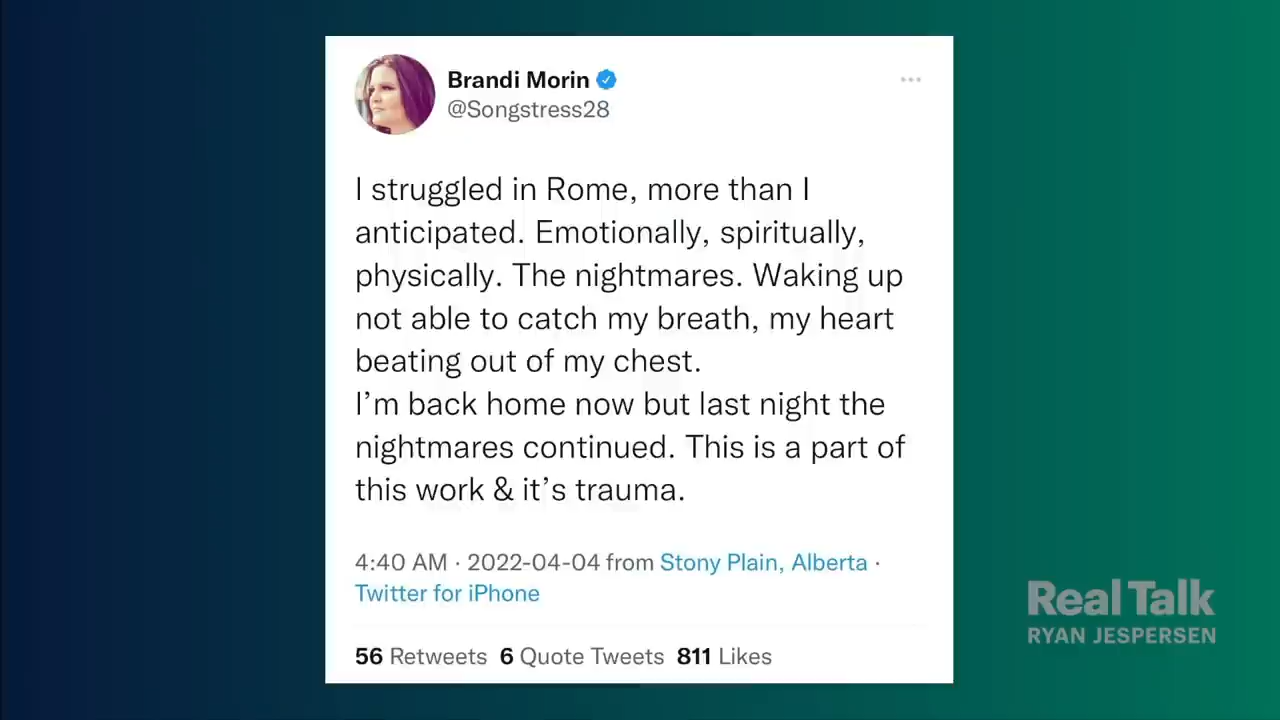 Brandi Morin
@Songstress28
I struggled in Rome, more than I
anticipated. Emotionally, spiritually,
physically. The nightmares. Waking up
not able to catch my breath, my heart
beating out of my chest.
I’m back home now but last night the
nightmares continued. This is a part of
this work & it’s trauma.
4:40 AM · 2022-04-04 from Stony Plain, Alberta ·
Twitter for iPhone
56 Retweets 6 Quote Tweets 811 Likes
Real Talk
RYAN JESPERSEN